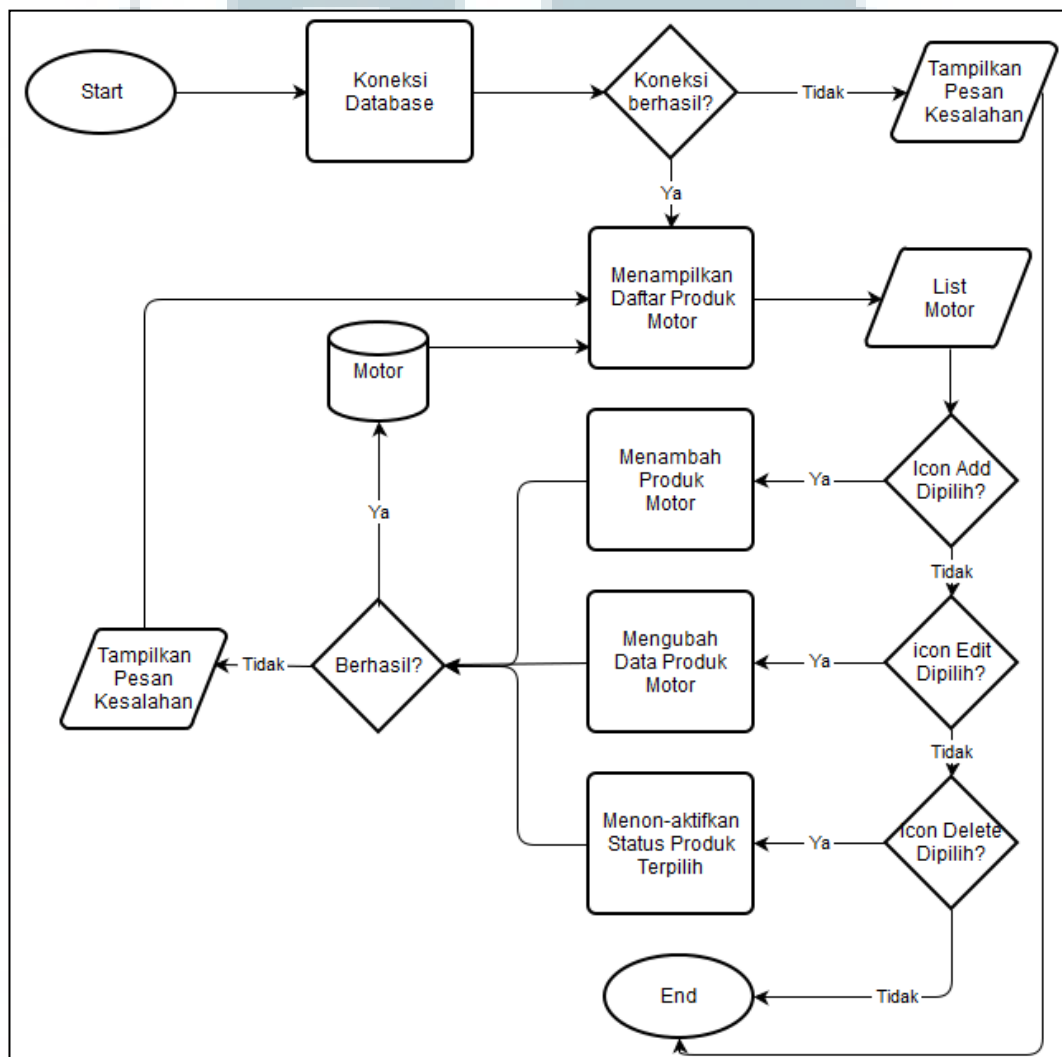 Start
Koneksi
Database
Koneksi
berhasil?
Tidak
Tampilkan
Pesan
Kesalahan
Ya
Menampilkan
Daftar Produk
Motor
List
Motor
Motor
Menambah
Produk
Motor
Ya
Icon Add
Dipilih?
Ya
Tidak
Tampilkan
Pesan
Kesalahan
Tidak
Berhasil?
Mengubah
Data Produk
Motor
Ya
icon Edit
Dipilih?
Tidak
Menon-aktifkan
Status Produk
Terpilih
Ya
Icon Delete
Dipilih?
End
Tidak